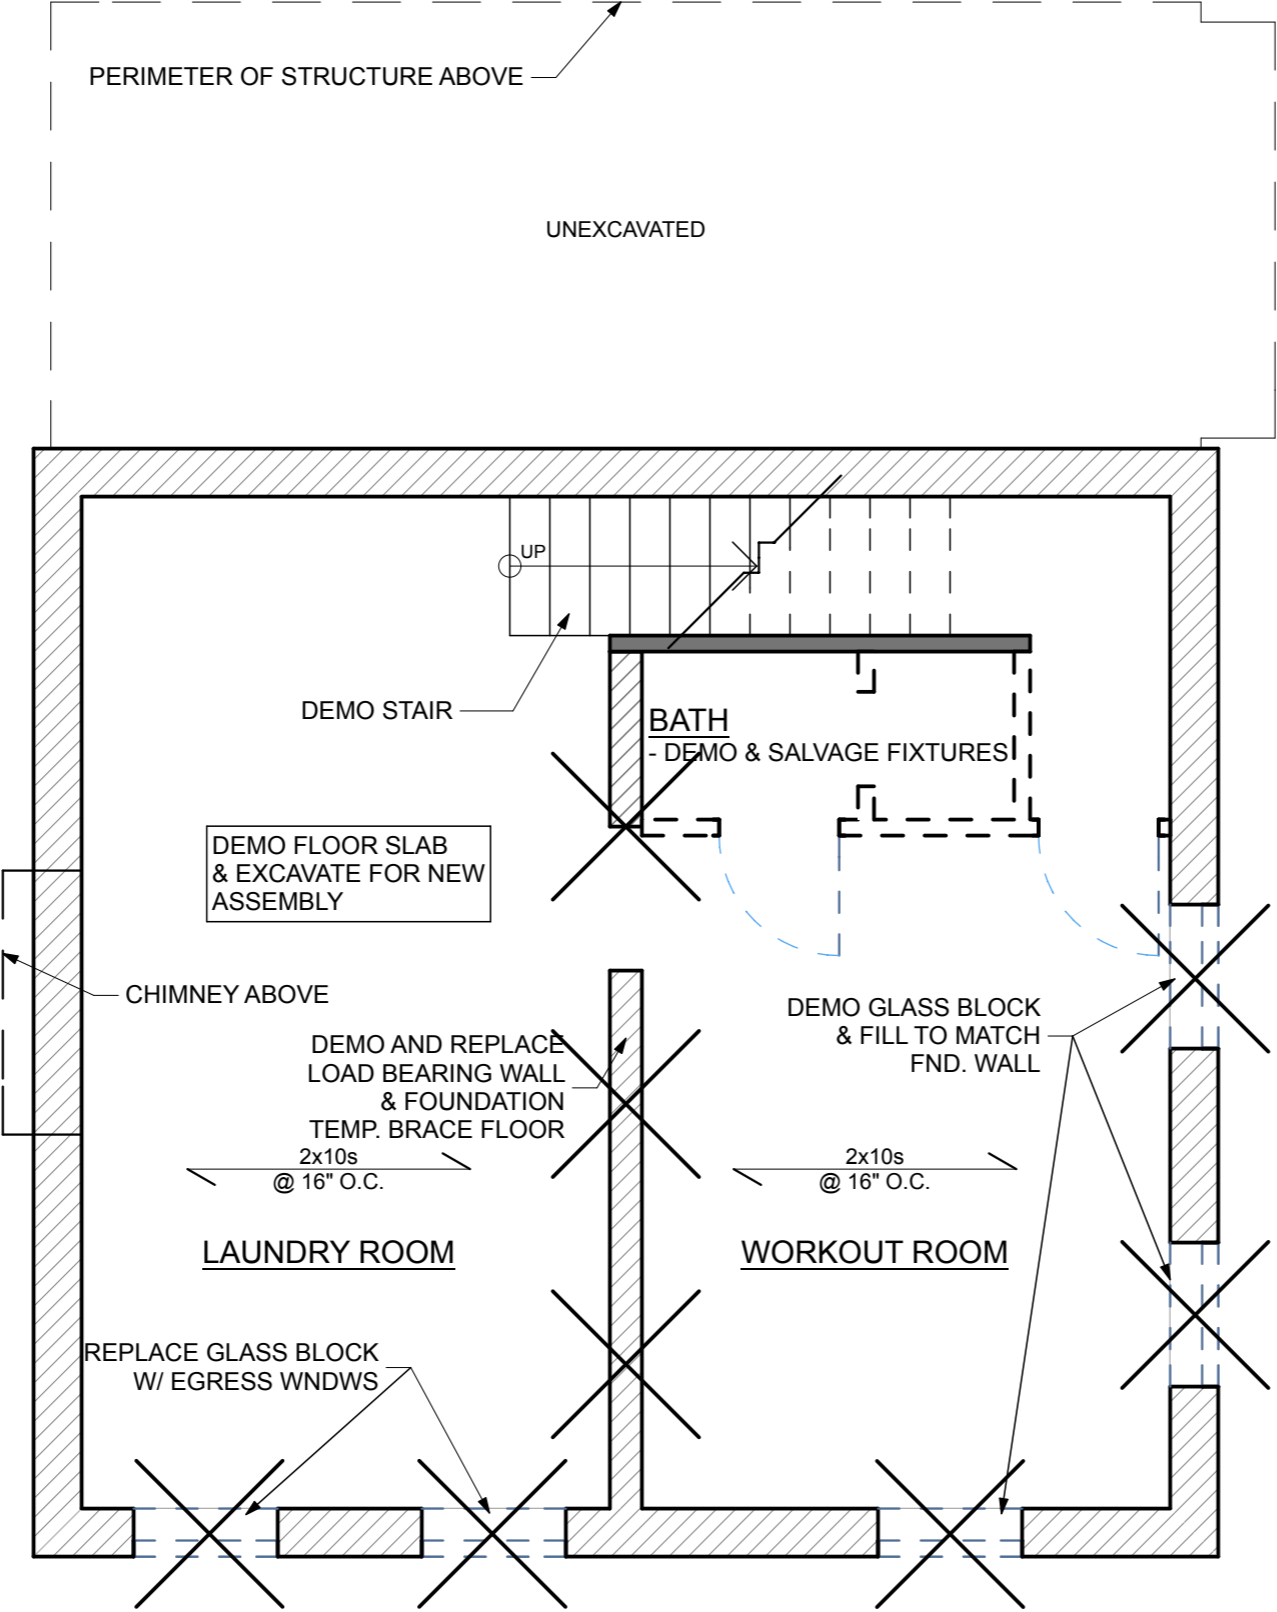 PERIMETER OF STRUCTURE ABOVE
UNEXCAVATED
UP
DEMO STAIR
BATH
- DEMO & SALVAGE FIXTURES
DEMO FLOOR SLAB
& EXCAVATE FOR NEW
ASSEMBLY
CHIMNEY ABOVE
DEMO GLASS BLOCK
& FILL TO MATCH
FND. WALL
DEMO AND REPLACE
LOAD BEARING WALL
& FOUNDATION
TEMP. BRACE FLOOR
2x10s
@ 16" O.C.
2x10s
@ 16" O.C.
LAUNDRY ROOM
WORKOUT ROOM
REPLACE GLASS BLOCK
W/ EGRESS WNDWS